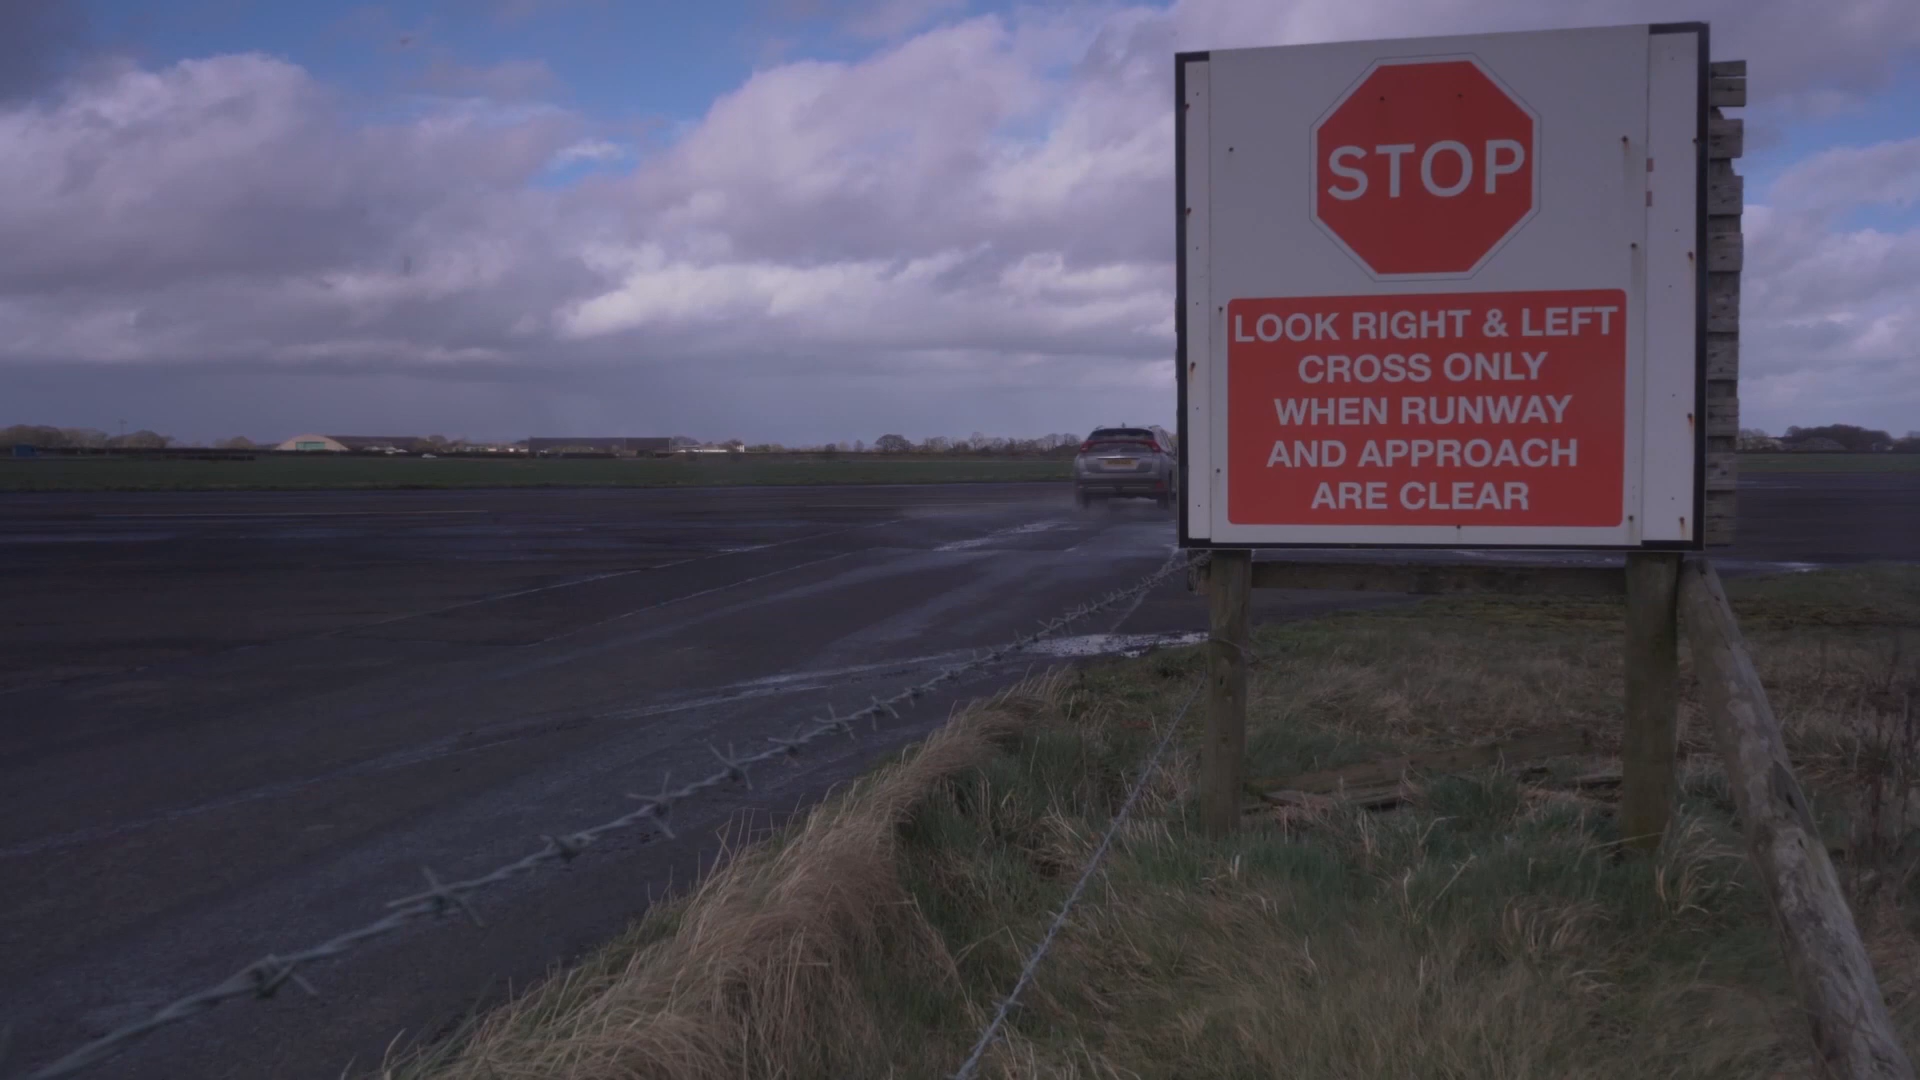 STOP
LOOK RIGHT & LEFT
CROSS ONLY
WHEN RUNWAY
AND APPROACH
ARE CLEAR